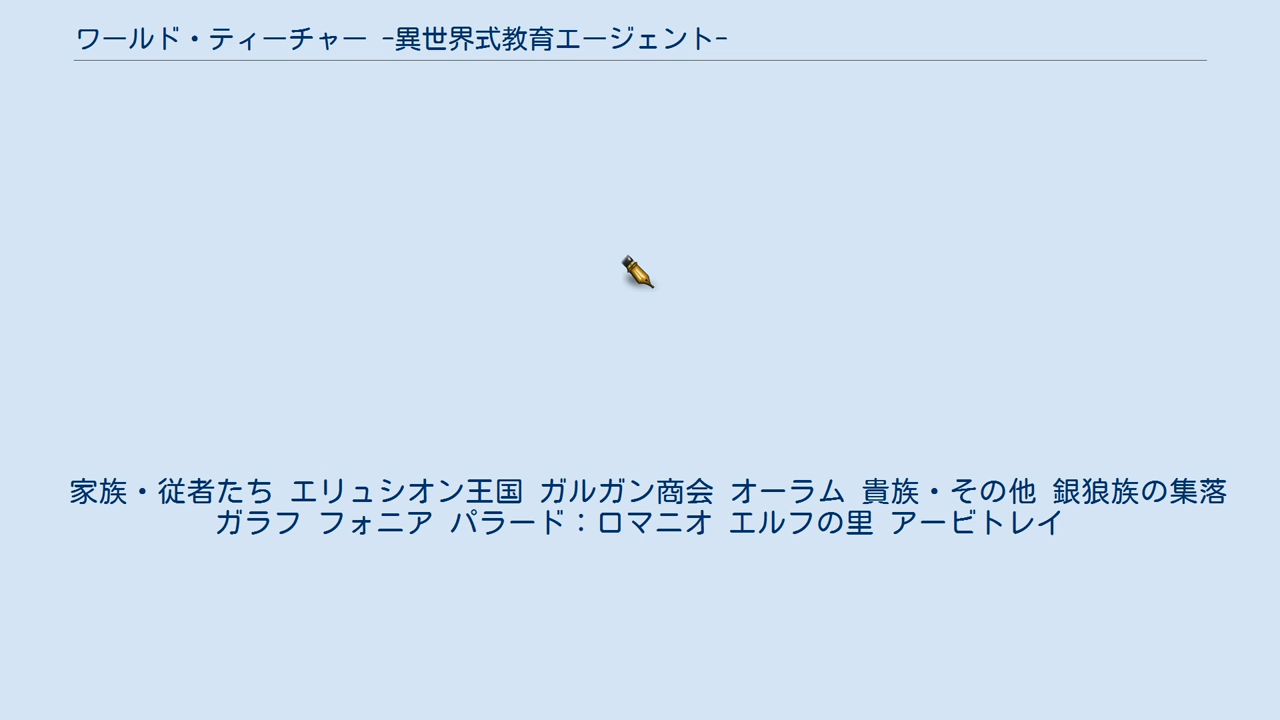 ワールド・ティーチャー -異世界式教育エージェント-
家族・従者たち エリュシオン王国 ガルガン商会 オーラム 貴族・その他 銀狼族の集落
ガラフ フォニア パラード：ロマニオ エルフの里 アービトレイ